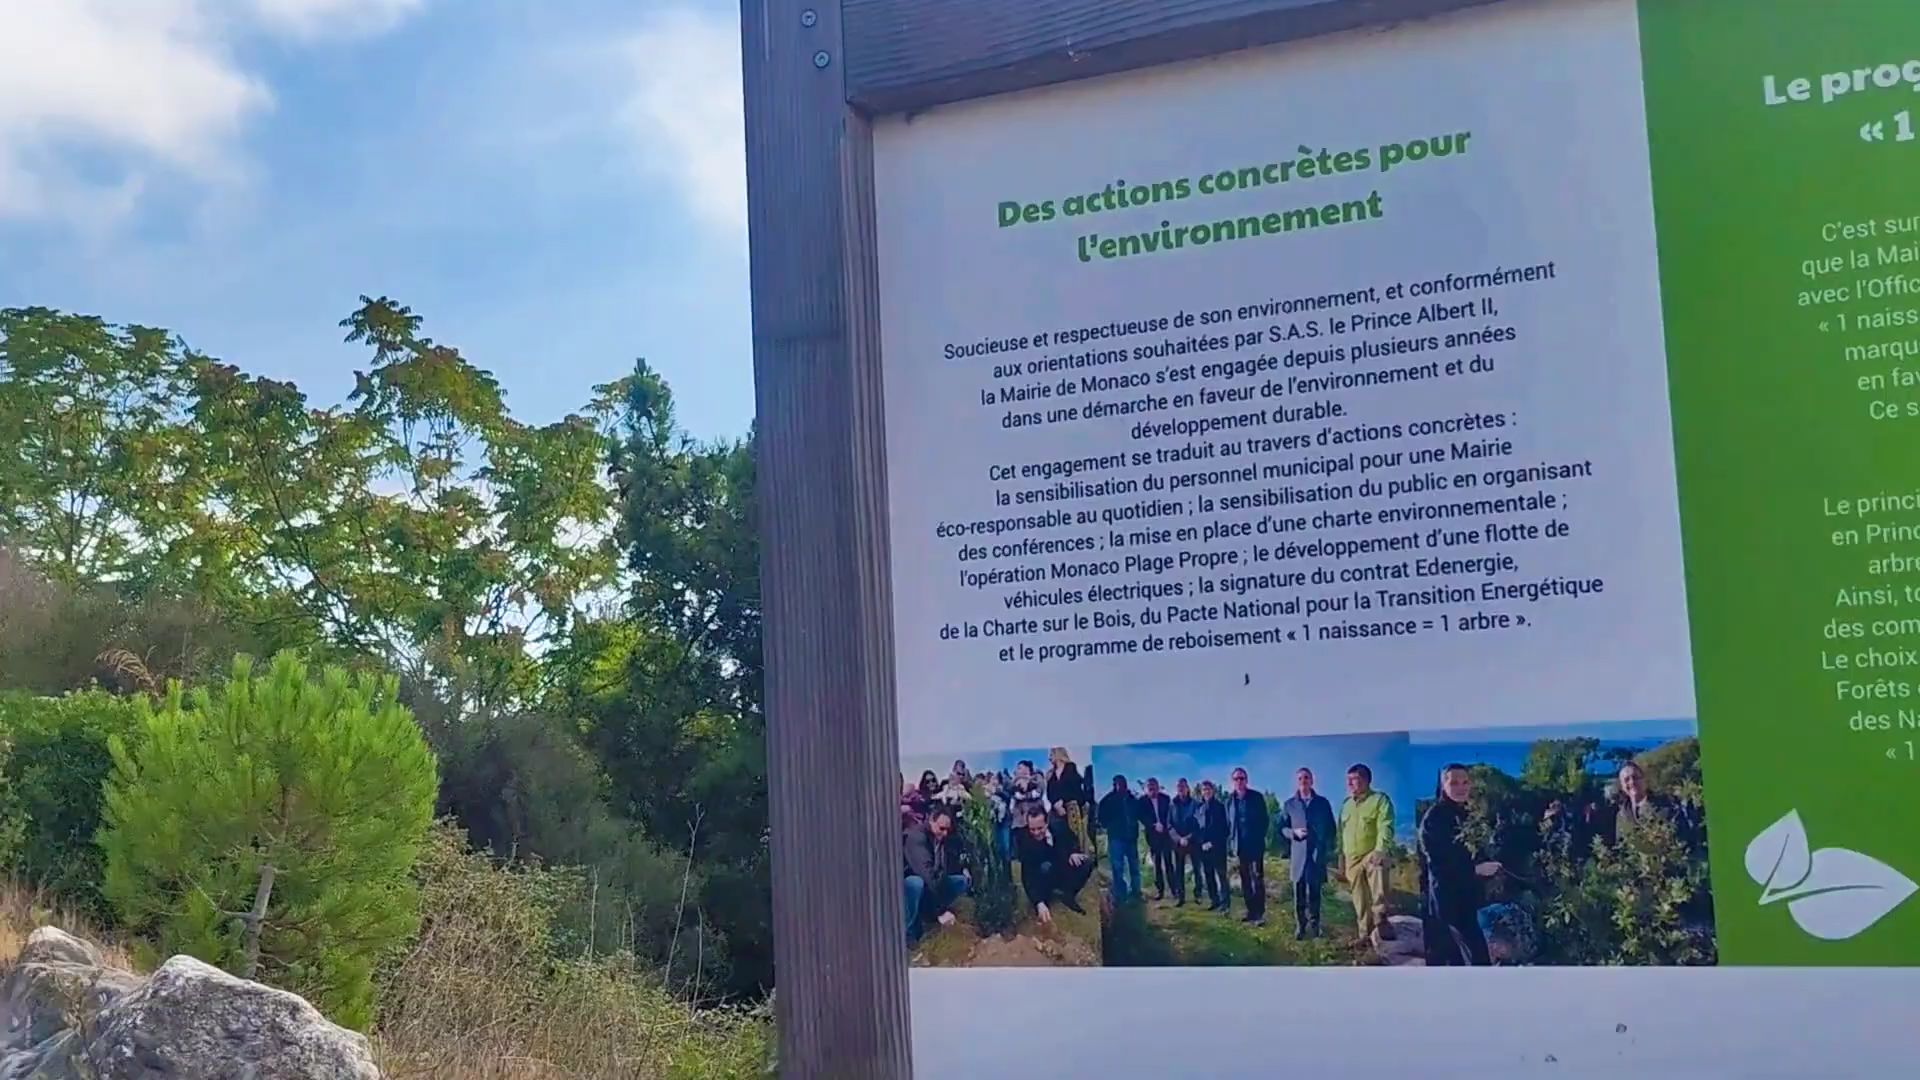 Des actions concrètes pour
l'environnement
Soucieuse et respectueuse de son environnement, et conformément
aux orientations souhaitées par S.A.S. le Prince Albert II,
la Mairie de Monaco s'est engagée depuis plusieurs années
dans une démarche en faveur de l'environnement et du
développement durable.
Cet engagement se traduit au travers d'actions concrètes :
la sensibilisation du personnel municipal pour une Mairie
éco-responsable au quotidien ; la sensibilisation du public en organisant
des conférences ; la mise en place d'une charte environnementale ;
l'opération Monaco Plage Propre ; le développement d'une flotte de
véhicules électriques ; la signature du contrat Edenergie,
de la Charte sur le Bois, du Pacte National pour la Transition Energétique
et le programme de reboisement « 1 naissance = 1 arbre ».
Le prog
« 1
C'est sur
que la Mai
avec l'Offic
« 1 naiss
marqu
en fav
Ce s
Le princi
en Princ
arbre
Ainsi, to
des com
Le choix
Forêts
des Na
« 1